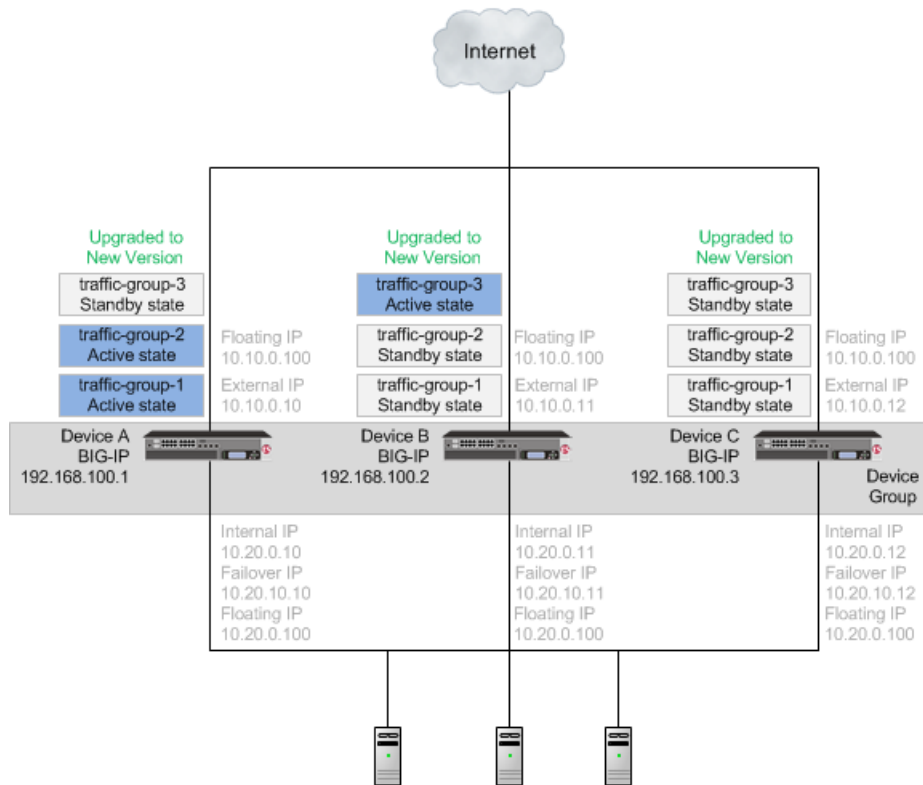 Internet
Upgraded to
New Version
traffic-group-3
Standby state
traffic-group-2
Active state
traffic-group-1
Active state
Floating IP
10.10.0.100
External IP
10.10.0.10
Upgraded to
New Version
traffic-group-3
Active state
traffic-group-2
Standby state
traffic-group-1
Standby state
Floating IP
10.10.0.100
External IP
10.10.0.11
Upgraded to
New Version
traffic-group-3
Standby state
traffic-group-2
Standby state
traffic-group-1
Standby state
Floating IP
10.10.0.100
External IP
10.10.0.12
Device A
BIG-IP
192.168.100.1
Device B
BIG-IP
192.168.100.2
Device C
BIG-IP
192.168.100.3
Device
Group
Internal IP
10.20.0.10
Failover IP
10.20.10.10
Floating IP
10.20.0.100
Internal IP
10.20.0.11
Failover IP
10.20.10.11
Floating IP
10.20.0.100
Internal IP
10.20.0.12
Failover IP
10.20.10.12
Floating IP
10.20.0.100